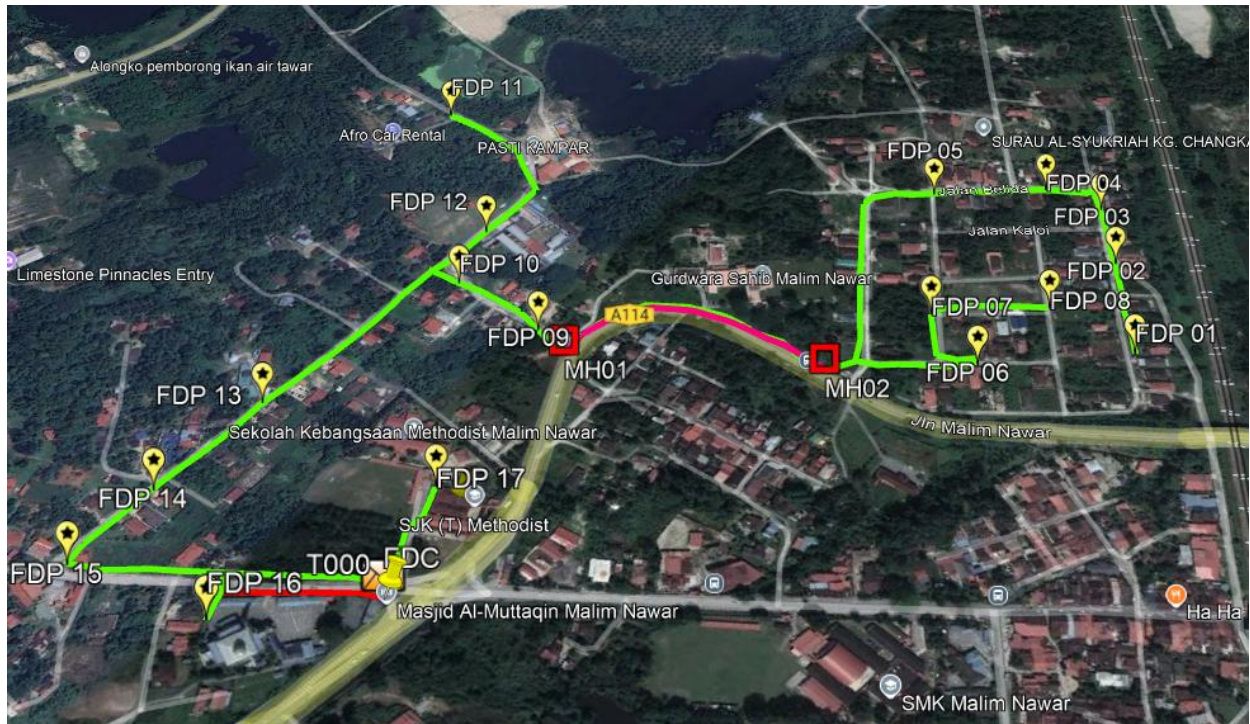 Alongko pemborong ikan air tawar
FDP 11
Afro Car Rental
PASTI KAMPAR
SURAU AL-SYUKRIAH KG. CHANGKA
FDP 05
FDP 04
Jalan Benda
FDP 12
FDP 03
Jalan Kaloi
FDP 10
Limestone Pinnacles Entry
Gurdwara Sahib Malim Nawar
FDP 02
FDP 07
FDP 08
A114
FDP 09
FDP 01
MH01
MH02
FDP 06
FDP 13
Sekolah Kebangsaan Methodist Malim Nawar
Jln Malim Nawar
FDP 17
FDP 14
SJK (T) Methodist
T000
FDC
FDP 15
FDP 16
Masjid Al-Muttaqin Malim Nawar
Ha Ha
SMK Malim Nawar